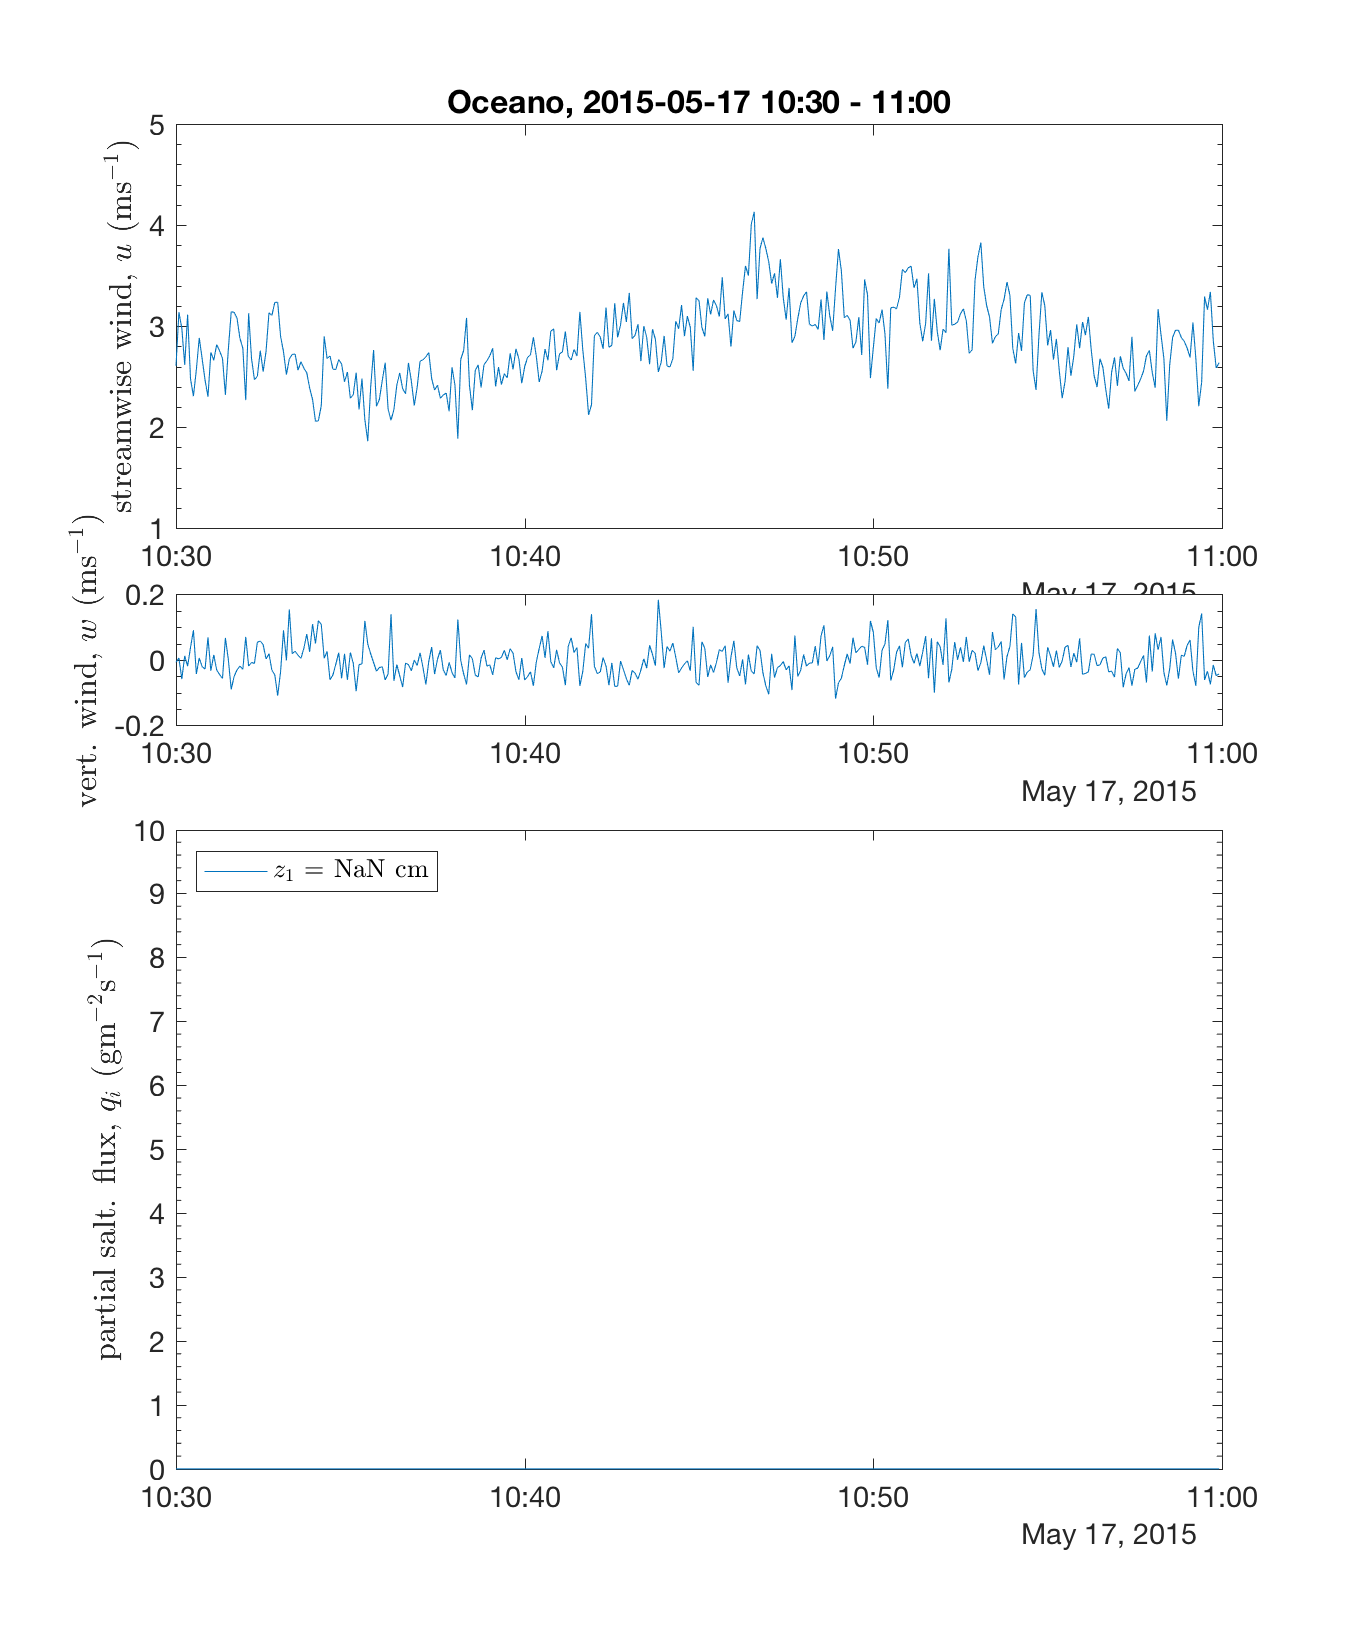 Oceano, 2015-05-17 10:30 - 11:00
streamwise wind, u (ms⁻¹)
5
4
3
2
1
10:30 10:40 10:50 11:00
May 17, 2015
vert. wind, w (ms⁻¹)
0.2
0
-0.2
10:30 10:40 10:50 11:00
May 17, 2015
partial salt. flux, qᵢ (gm⁻²s⁻¹)
10
9
8
7
6
5
4
3
2
1
0
z₁ = NaN cm
10:30 10:40 10:50 11:00
May 17, 2015